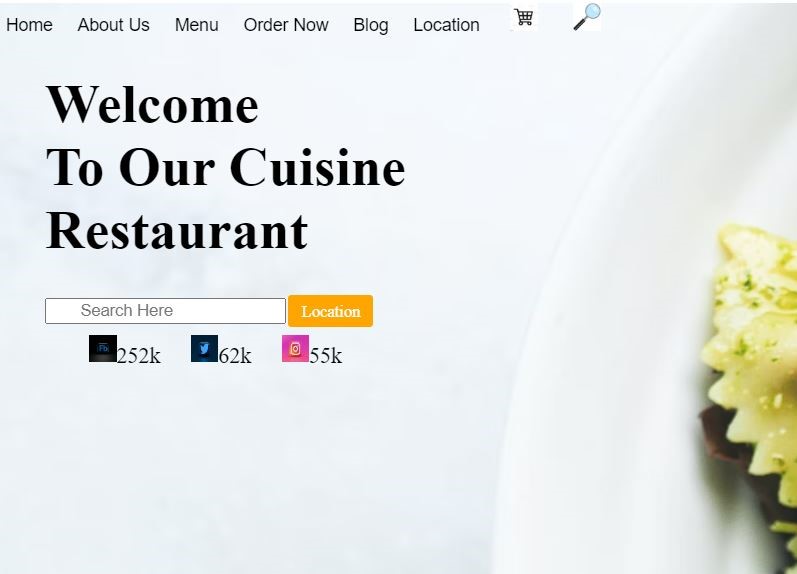 Home About Us Menu Order Now Blog Location
Welcome
To Our Cuisine
Restaurant
Search Here Location
252k 62k 55k